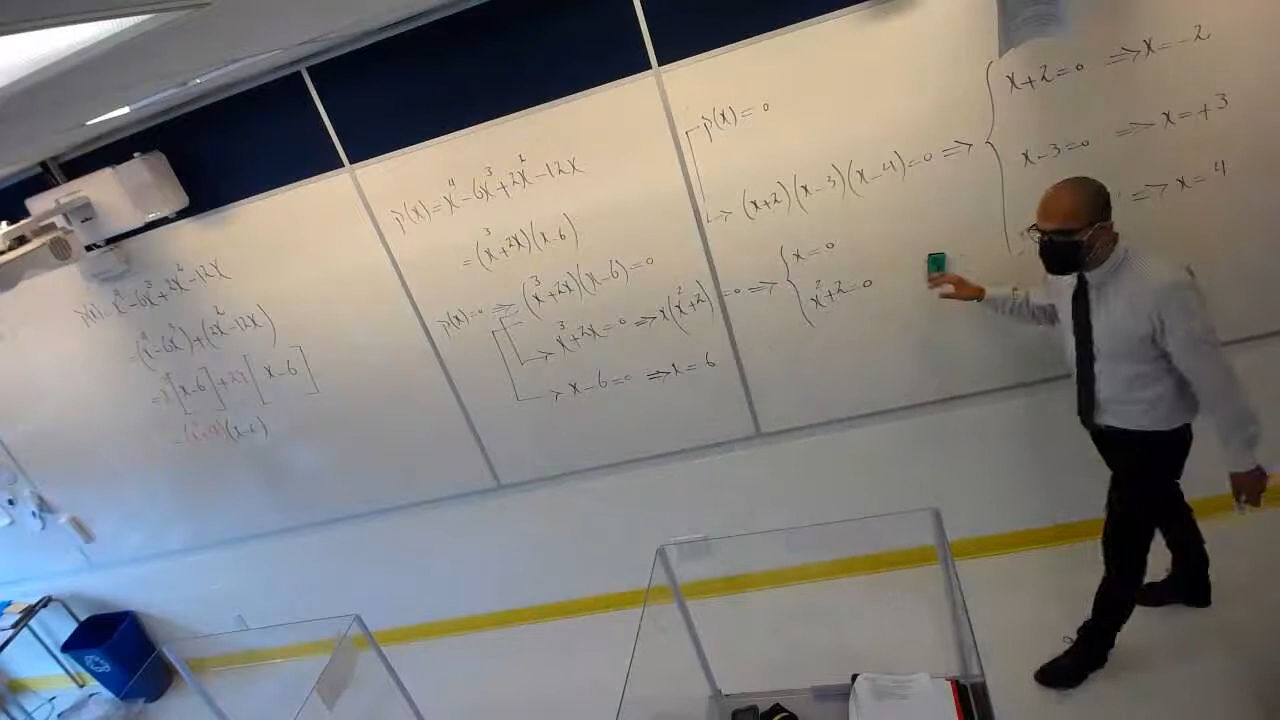 p(x) = x⁴ - 6x³ + 2x² - 12x
= (x⁴ - 6x³) + (2x² - 12x)
= x³[x-6] + 2x[x-6]
(x-6)
p(x) = x⁴ - 6x³ + 2x² - 12x
= (x³ + 2x)(x-6)
p(x) = 0 ⇒ (x³ + 2x)(x-6) = 0
→ x³ + 2x = 0 ⇒ x(x² + 2) = 0 ⇒ { x = 0
x² + 2 = 0
→ x - 6 = 0 ⇒ x = 6
p(x) = 0
→ (x+2)(x-3)(x-4) = 0 ⇒ { x + 2 = 0 ⇒ x = -2
x - 3 = 0 ⇒ x = +3
⇒ x = 4